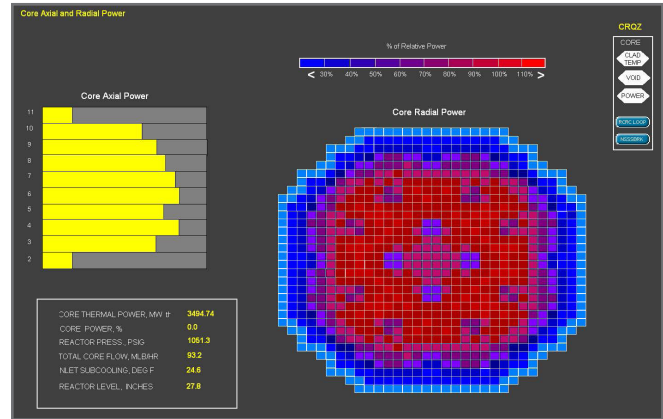 Core Axial and Radial Power
CRQZ
CORE
CLAD
TEMP
VOID
POWER
RCRC LOOP
NSSSBRK
% of Relative Power
< 30% 40% 50% 60% 70% 80% 90% 100% 110% >
Core Axial Power
11
10
9
8
7
6
5
4
3
2
Core Radial Power
CORE THERMAL POWER, MW th 3494.74
CORE POWER, % 0.0
REACTOR PRESS., PSIG 1051.3
TOTAL CORE FLOW, MLB/HR 93.2
NLET SUBCOOLING, DEG F 24.6
REACTOR LEVEL, INCHES 27.8